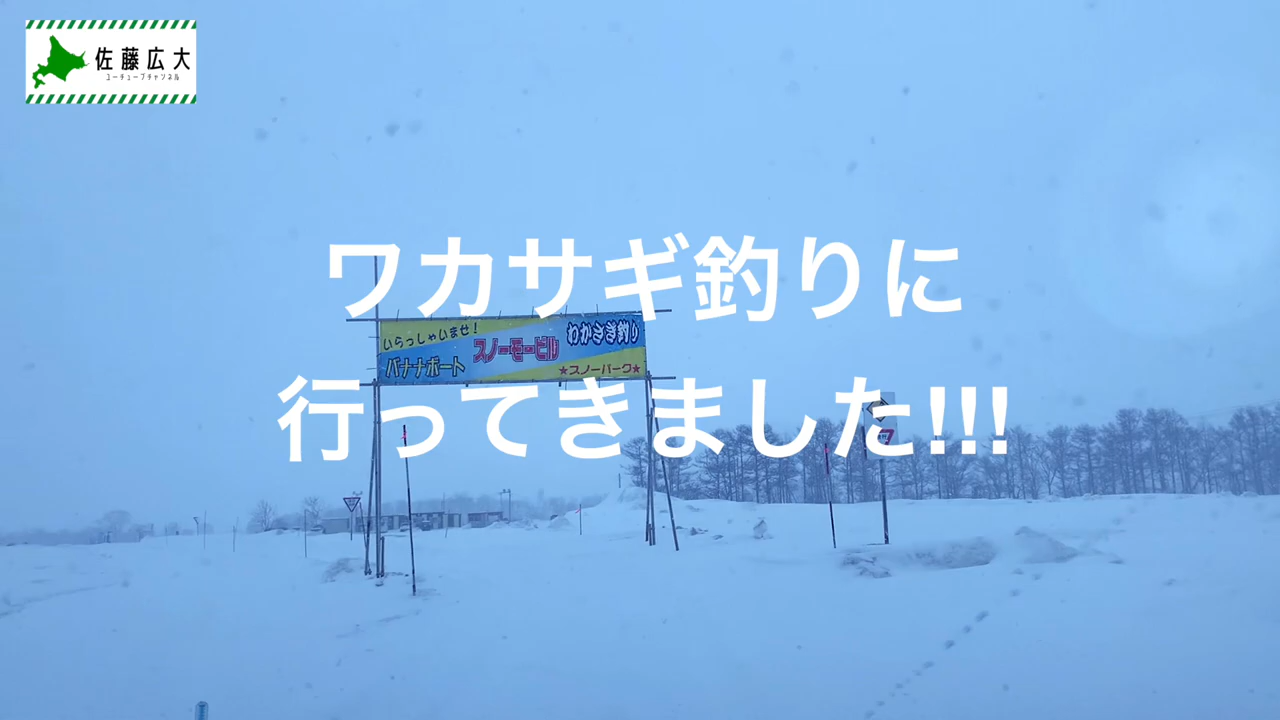 佐藤広大
ユーチューブチャンネル
ワカサギ釣りに
いらっしゃいませ!
バナナボート
スノーモービル
わかさぎ釣り
★スノーパーク★
行ってきました!!!